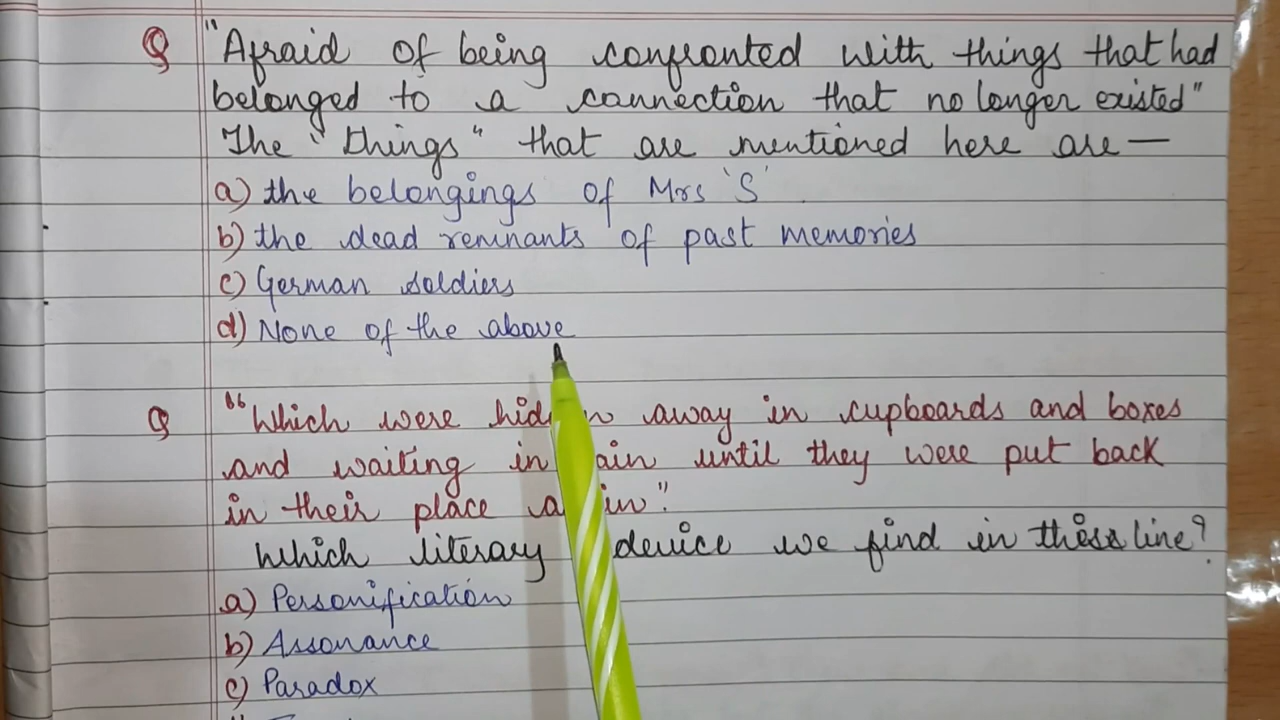 Q "Afraid of being confronted with things that had
belonged to a connection that no longer existed"
The "things" that are mentioned here are —
a) the belongings of Mrs 'S'
b) the dead remnants of past memories
c) German soldiers
d) None of the above
Q "Which were away in cupboards and boxes
and waiting in until they were put back
in their place
Which literary device we find in these line?
a) Personification
b) Assonance
c) Paradox